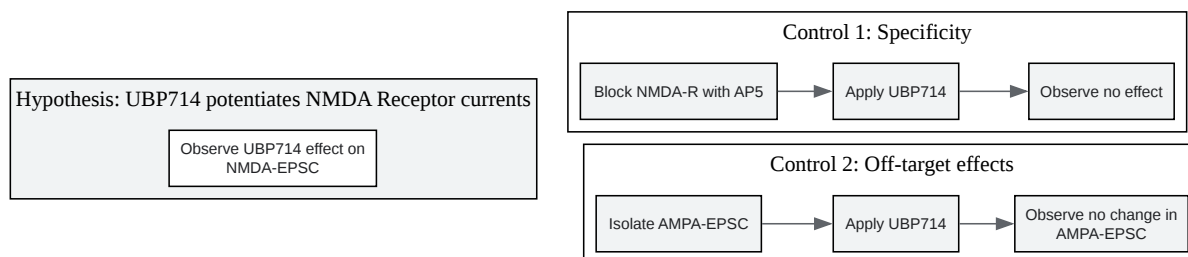 Hypothesis: UBP714 potentiates NMDA Receptor currents
Observe UBP714 effect on
NMDA-EPSC
Control 1: Specificity
Block NMDA-R with AP5
Apply UBP714
Observe no effect
Control 2: Off-target effects
Isolate AMPA-EPSC
Apply UBP714
Observe no change in
AMPA-EPSC